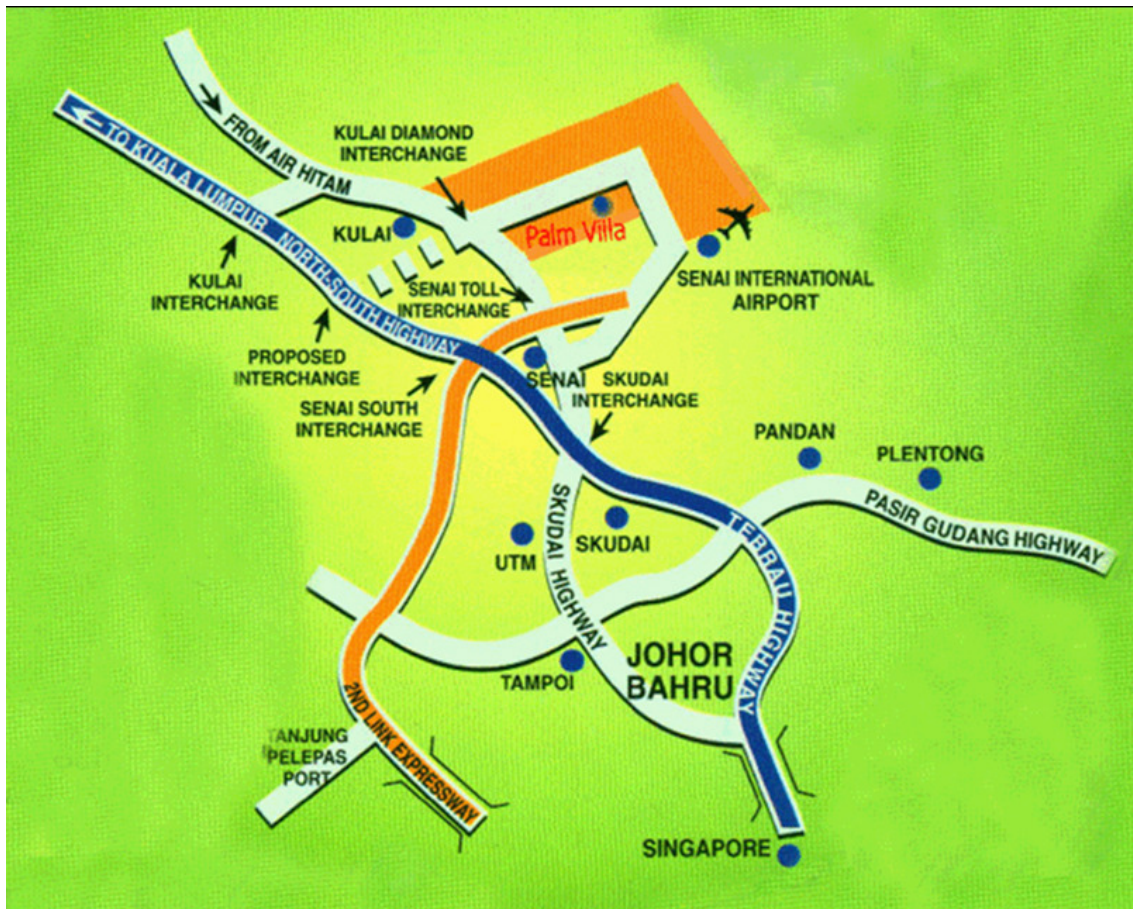 FROM AIR HITAM
TO KUALA LUMPUR NORTH-SOUTH HIGHWAY
KULAI DIAMOND
INTERCHANGE
KULAI
Palm Villa
KULAI
INTERCHANGE
SENAI TOLL
INTERCHANGE
SENAI INTERNATIONAL
AIRPORT
PROPOSED
INTERCHANGE
SENAI
SKUDAI
INTERCHANGE
SENAI SOUTH
INTERCHANGE
PANDAN
PLENTONG
PASIR GUDANG HIGHWAY
SKUDAI HIGHWAY
UTM
SKUDAI
TEBRAU HIGHWAY
JOHOR
BAHRU
TAMPOI
2ND LINK EXPRESSWAY
TANJUNG
PELEPAS
PORT
SINGAPORE